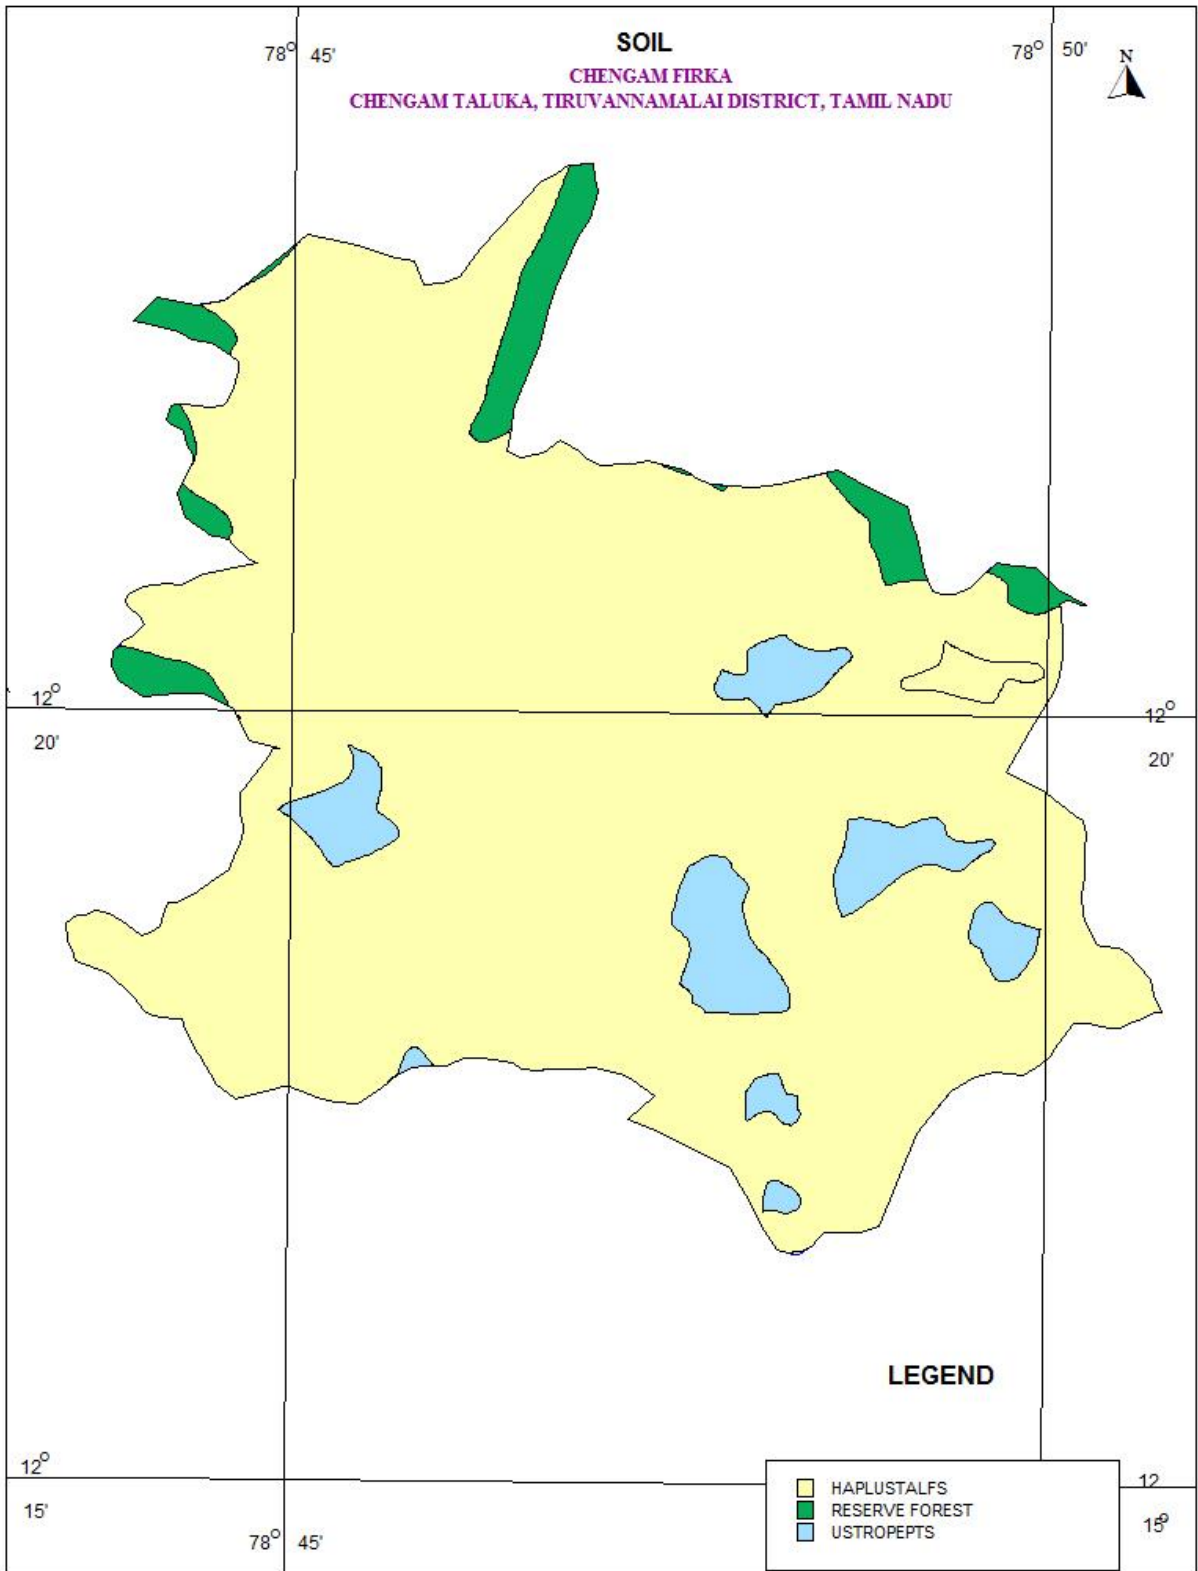 SOIL
78° 45'
78° 50'
N
CHENGAM FIRKA
CHENGAM TALUKA, TIRUVANNAMALAI DISTRICT, TAMIL NADU
12°
20'
12°
20'
LEGEND
12°
15'
12
15°
HAPLUSTALFS
RESERVE FOREST
USTROPEPTS
78° 45'